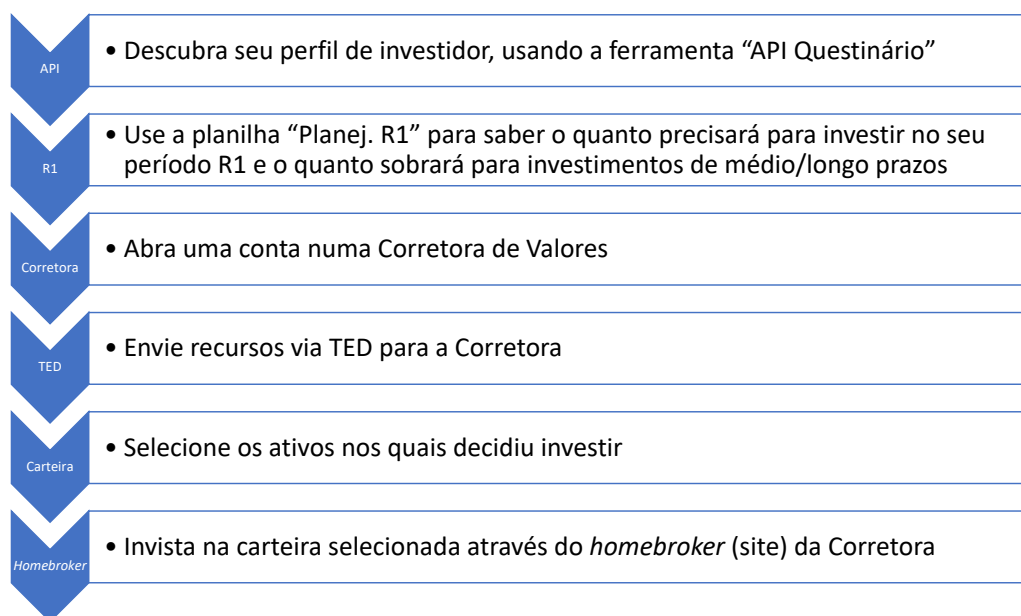 API
• Descubra seu perfil de investidor, usando a ferramenta “API Questinário”
R1
• Use a planilha “Planej. R1” para saber o quanto precisará para investir no seu
período R1 e o quanto sobrará para investimentos de médio/longo prazos
Corretora
• Abra uma conta numa Corretora de Valores
TED
• Envie recursos via TED para a Corretora
Carteira
• Selecione os ativos nos quais decidiu investir
Homebroker
• Invista na carteira selecionada através do homebroker (site) da Corretora